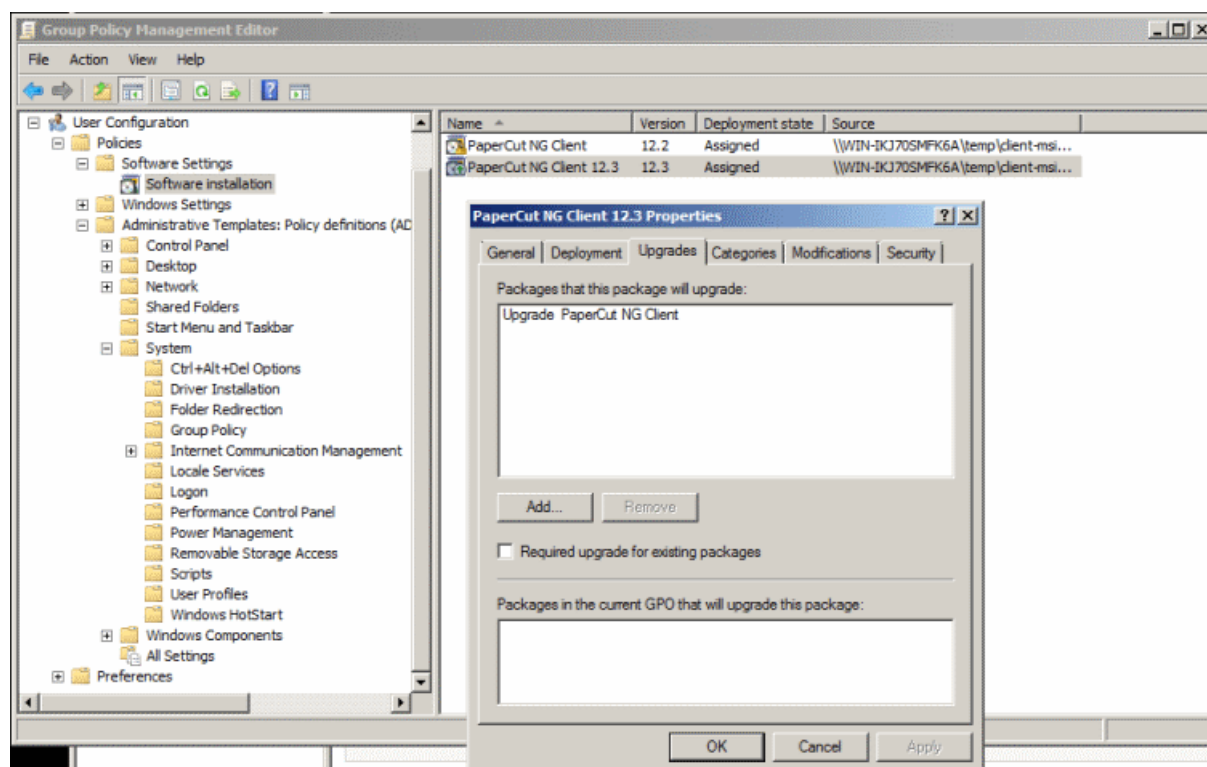 Group Policy Management Editor
File Action View Help
User Configuration
Policies
Software Settings
Software installation
Windows Settings
Administrative Templates: Policy definitions (AD
Control Panel
Desktop
Network
Shared Folders
Start Menu and Taskbar
System
Ctrl+Alt+Del Options
Driver Installation
Folder Redirection
Group Policy
Internet Communication Management
Locale Services
Logon
Performance Control Panel
Power Management
Removable Storage Access
Scripts
User Profiles
Windows HotStart
Windows Components
All Settings
Preferences
Name Version Deployment state Source
PaperCut NG Client 12.2 Assigned \\WIN-IKJ70SMFK6A\temp\client-msi...
PaperCut NG Client 12.3 12.3 Assigned \\WIN-IKJ70SMFK6A\temp\client-msi...
PaperCut NG Client 12.3 Properties
General Deployment Upgrades Categories Modifications Security
Packages that this package will upgrade:
Upgrade PaperCut NG Client
Add... Remove
Required upgrade for existing packages
Packages in the current GPO that will upgrade this package:
OK Cancel Apply